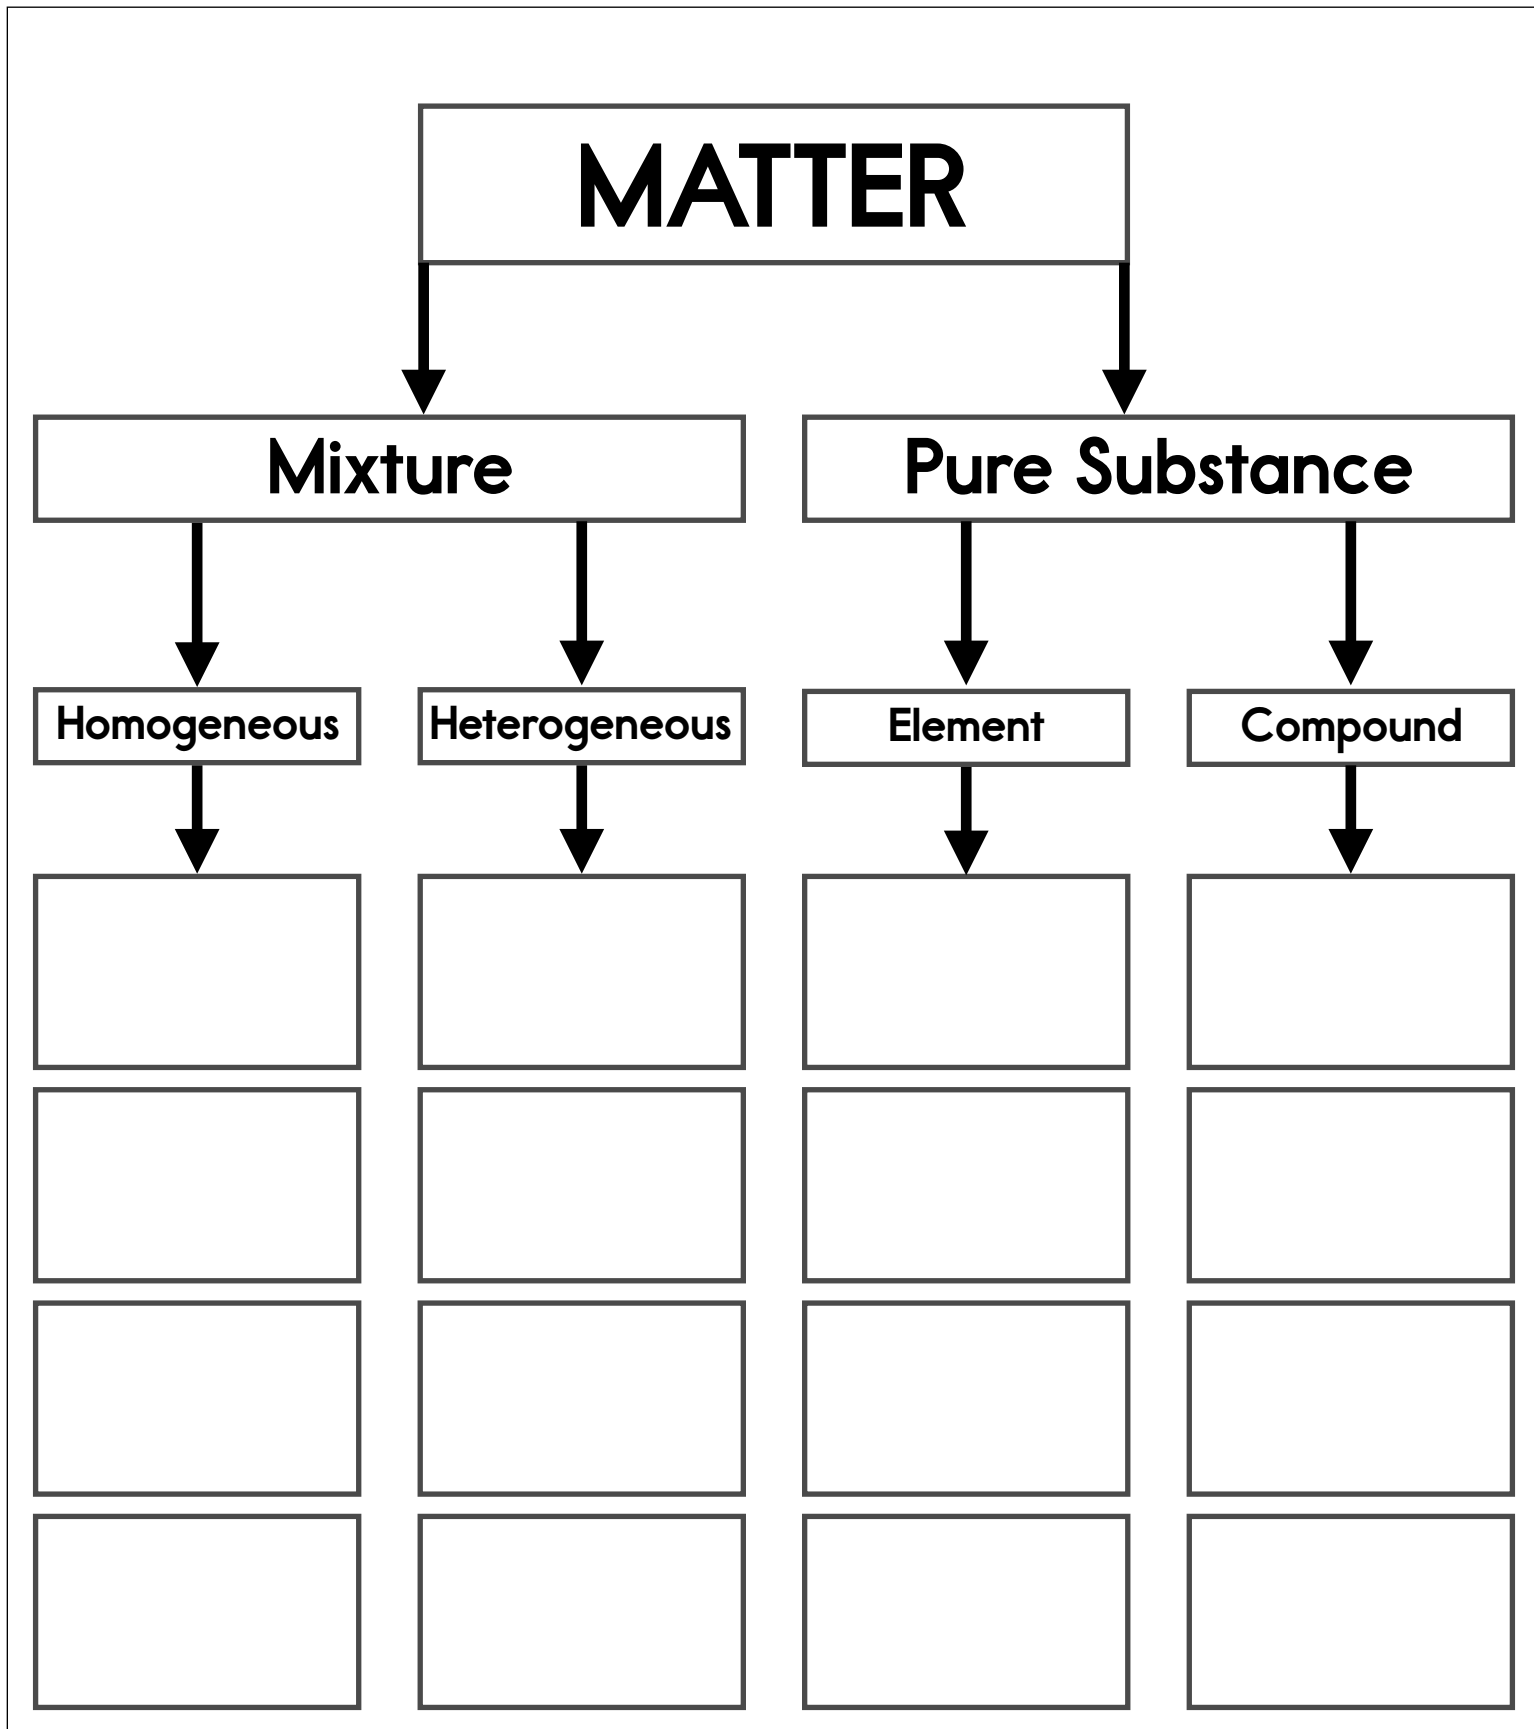 MATTER
Mixture
Pure Substance
Homogeneous
Heterogeneous
Element
Compound